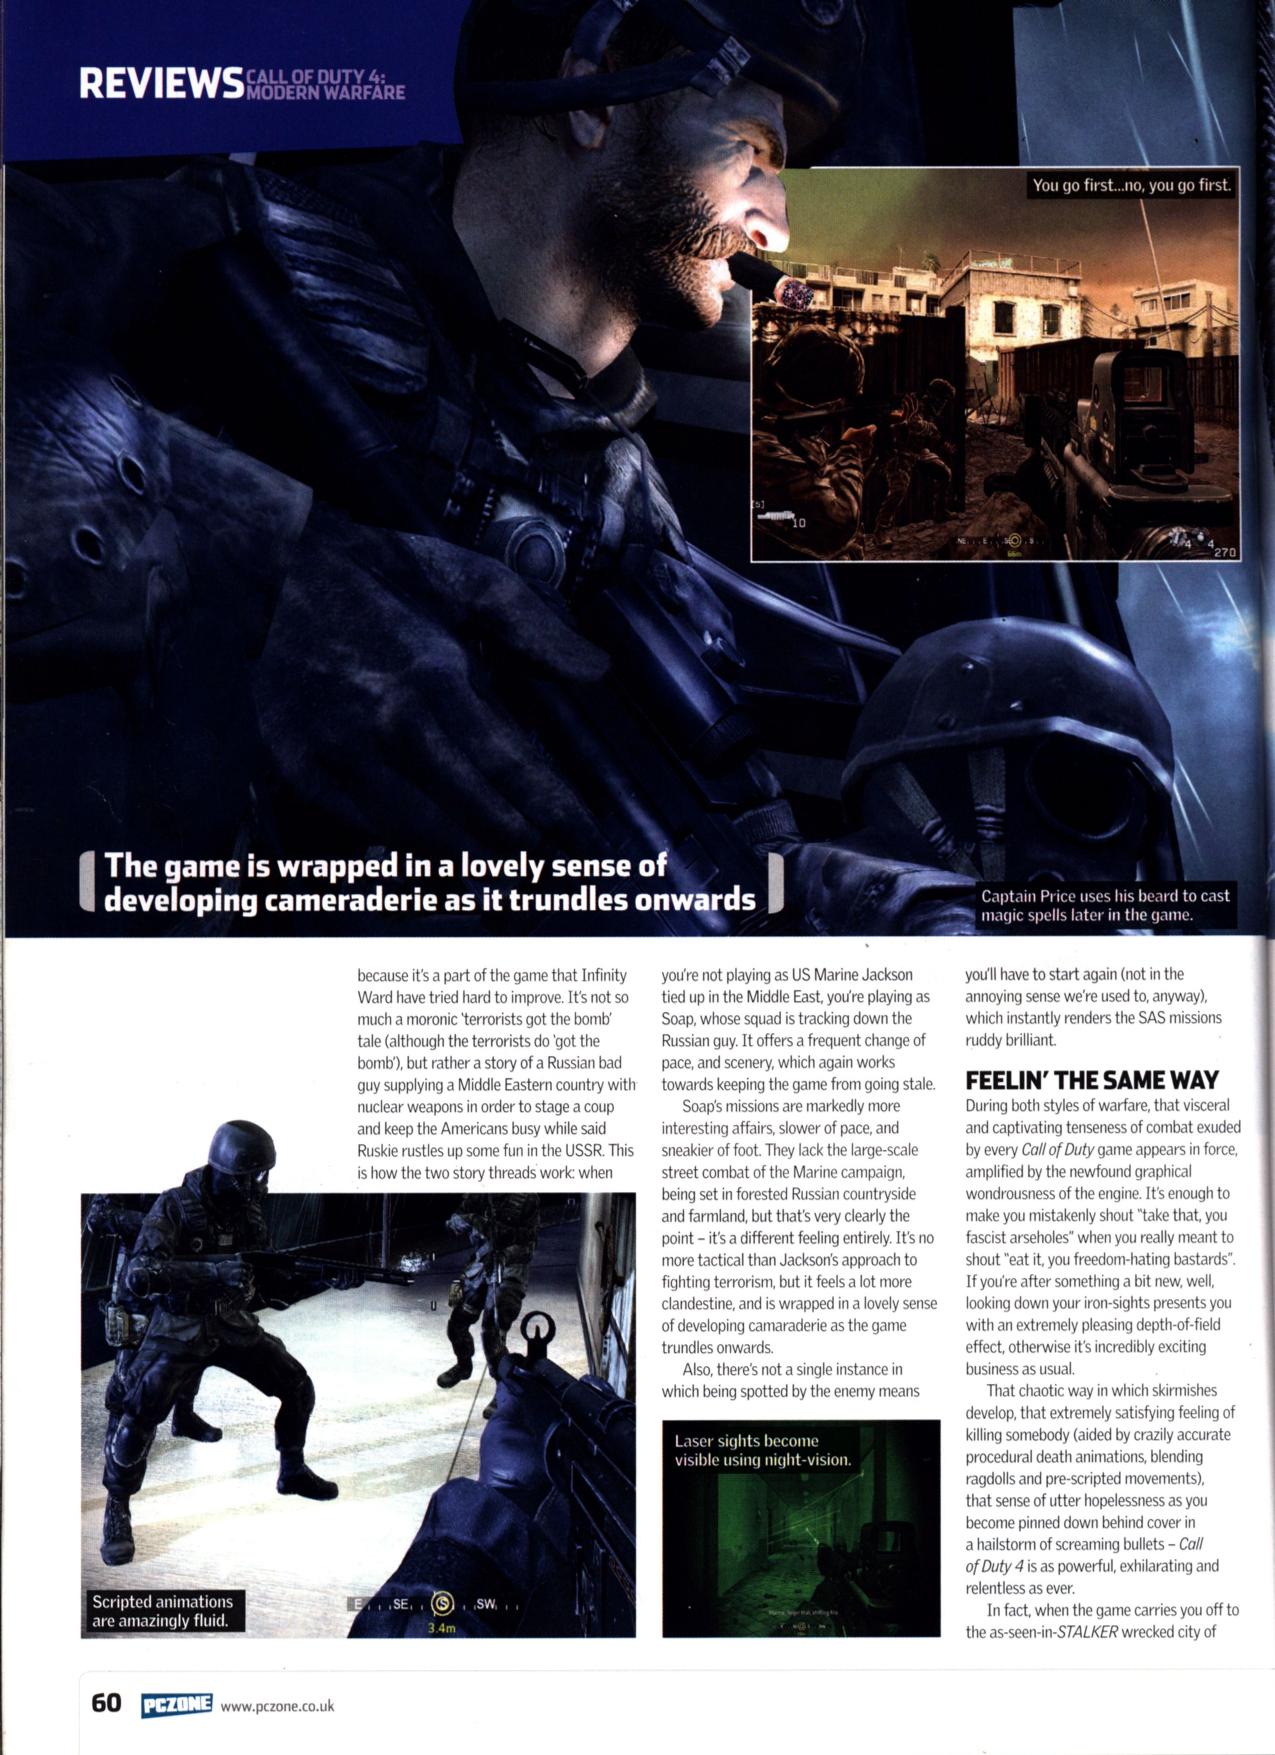 REVIEWS CALL OF DUTY 4:
MODERN WARFARE
You go first...no, you go first.
[5]
10
NE E SE S
66m
4 4
270
The game is wrapped in a lovely sense of
developing cameraderie as it trundles onwards
Captain Price uses his beard to cast
magic spells later in the game.
because it's a part of the game that Infinity
Ward have tried hard to improve. It's not so
much a moronic 'terrorists got the bomb'
tale (although the terrorists do 'got the
bomb'), but rather a story of a Russian bad
guy supplying a Middle Eastern country with
nuclear weapons in order to stage a coup
and keep the Americans busy while said
Ruskie rustles up some fun in the USSR. This
is how the two story threads work: when
Scripted animations
are amazingly fluid.
E SE S SW
3.4m
you're not playing as US Marine Jackson
tied up in the Middle East, you're playing as
Soap, whose squad is tracking down the
Russian guy. It offers a frequent change of
pace, and scenery, which again works
towards keeping the game from going stale.
Soap's missions are markedly more
interesting affairs, slower of pace, and
sneakier of foot. They lack the large-scale
street combat of the Marine campaign,
being set in forested Russian countryside
and farmland, but that's very clearly the
point – it's a different feeling entirely. It's no
more tactical than Jackson's approach to
fighting terrorism, but it feels a lot more
clandestine, and is wrapped in a lovely sense
of developing camaraderie as the game
trundles onwards.
Also, there's not a single instance in
which being spotted by the enemy means
Laser sights become
visible using night-vision.
you'll have to start again (not in the
annoying sense we're used to, anyway),
which instantly renders the SAS missions
ruddy brilliant.
FEELIN' THE SAME WAY
During both styles of warfare, that visceral
and captivating tenseness of combat exuded
by every Call of Duty game appears in force,
amplified by the newfound graphical
wondrousness of the engine. It's enough to
make you mistakenly shout "take that, you
fascist arseholes" when you really meant to
shout "eat it, you freedom-hating bastards".
If you're after something a bit new, well,
looking down your iron-sights presents you
with an extremely pleasing depth-of-field
effect, otherwise it's incredibly exciting
business as usual.
That chaotic way in which skirmishes
develop, that extremely satisfying feeling of
killing somebody (aided by crazily accurate
procedural death animations, blending
ragdolls and pre-scripted movements),
that sense of utter hopelessness as you
become pinned down behind cover in
a hailstorm of screaming bullets – Call
of Duty 4 is as powerful, exhilarating and
relentless as ever.
In fact, when the game carries you off to
the as-seen-in-STALKER wrecked city of
60 PCZONE www.pczone.co.uk